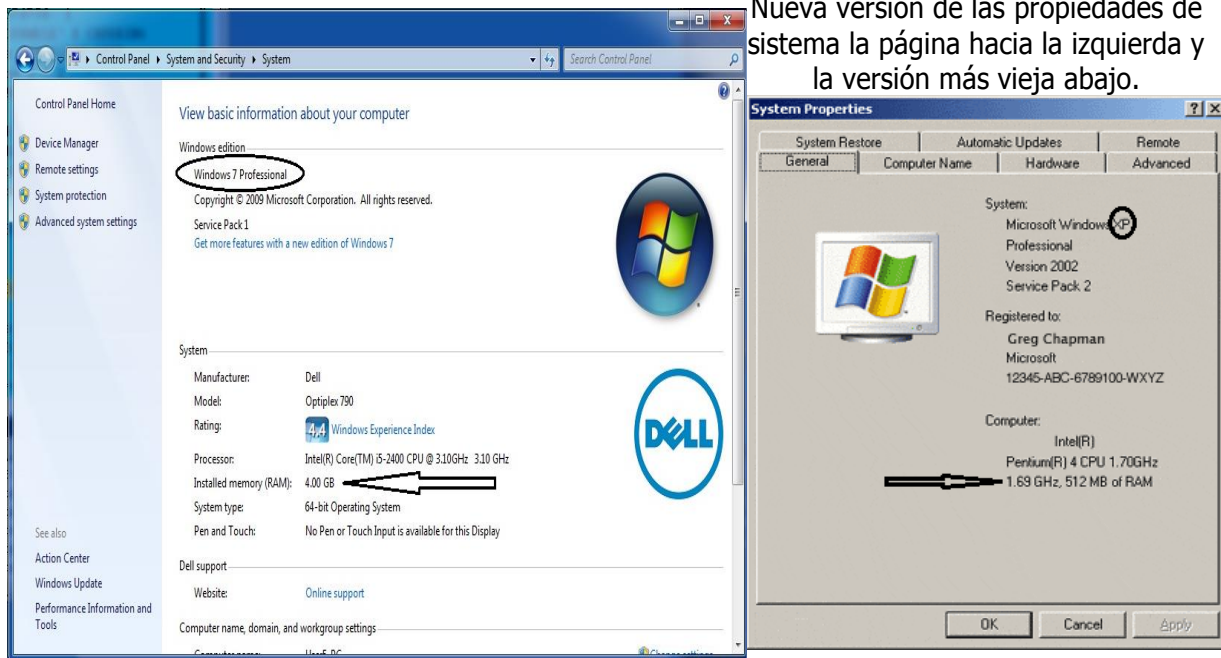 Nueva versión de las propiedades de
sistema la página hacia la izquierda y
la versión más vieja abajo.
Control Panel ▸ System and Security ▸ System
Search Control Panel
Control Panel Home
Device Manager
Remote settings
System protection
Advanced system settings
See also
Action Center
Windows Update
Performance Information and
Tools
View basic information about your computer
Windows edition
Windows 7 Professional
Copyright © 2009 Microsoft Corporation. All rights reserved.
Service Pack 1
Get more features with a new edition of Windows 7
System
Manufacturer: Dell
Model: Optiplex 790
Rating: 4,4 Windows Experience Index
Processor: Intel(R) Core(TM) i5-2400 CPU @ 3.10GHz 3.10 GHz
Installed memory (RAM): 4.00 GB
System type: 64-bit Operating System
Pen and Touch: No Pen or Touch Input is available for this Display
DELL
Dell support
Website: Online support
Computer name, domain, and workgroup settings
System Properties
System Restore Automatic Updates Remote
General Computer Name Hardware Advanced
System:
Microsoft Windows XP
Professional
Version 2002
Service Pack 2
Registered to:
Greg Chapman
Microsoft
12345-ABC-6789100-WXYZ
Computer:
Intel(R)
Pentium(R) 4 CPU 1.70GHz
1.69 GHz, 512 MB of RAM
OK Cancel Apply